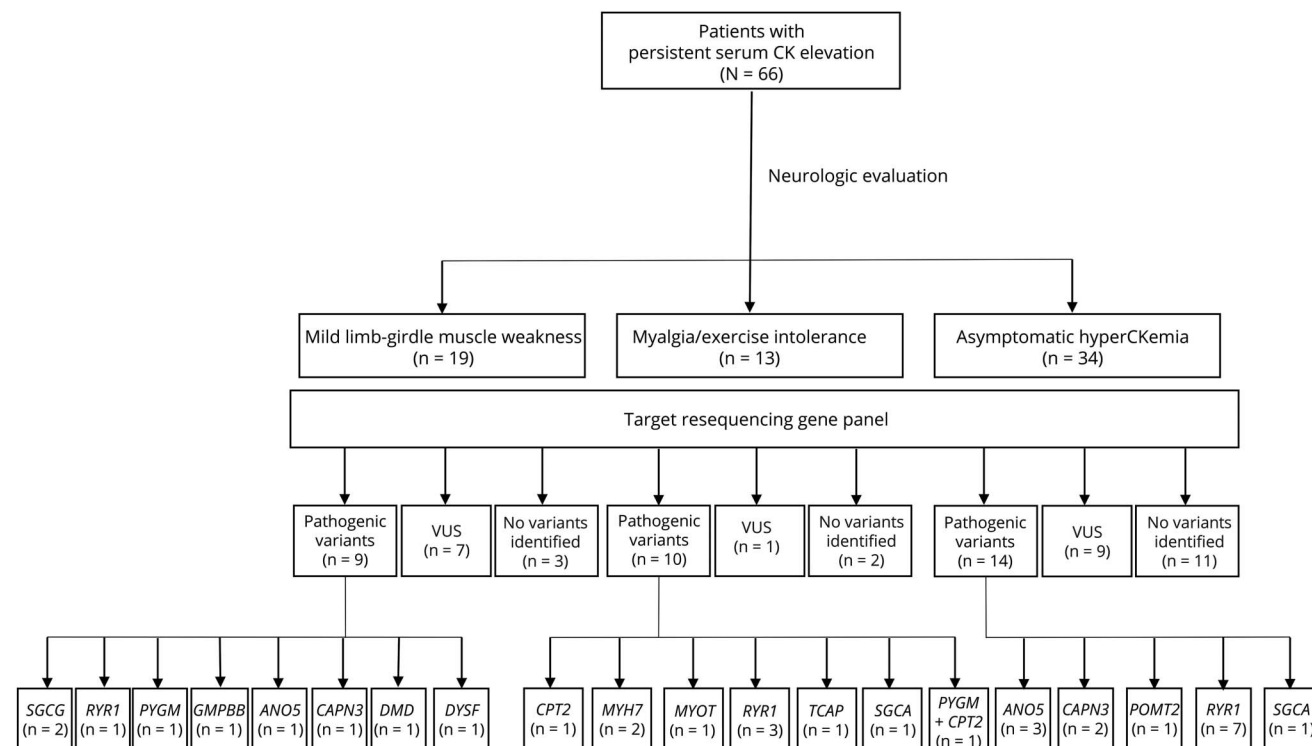 Patients with
persistent serum CK elevation
(N = 66)
Neurologic evaluation
Mild limb-girdle muscle weakness
(n = 19)
Myalgia/exercise intolerance
(n = 13)
Asymptomatic hyperCKemia
(n = 34)
Target resequencing gene panel
Pathogenic
variants
(n = 9)
VUS
(n = 7)
No variants
identified
(n = 3)
Pathogenic
variants
(n = 10)
VUS
(n = 1)
No variants
identified
(n = 2)
Pathogenic
variants
(n = 14)
VUS
(n = 9)
No variants
identified
(n = 11)
SGCG
(n = 2)
RYR1
(n = 1)
PYGM
(n = 1)
GMPBB
(n = 1)
ANO5
(n = 1)
CAPN3
(n = 1)
DMD
(n = 1)
DYSF
(n = 1)
CPT2
(n = 1)
MYH7
(n = 2)
MYOT
(n = 1)
RYR1
(n = 3)
TCAP
(n = 1)
SGCA
(n = 1)
PYGM
+ CPT2
(n = 1)
ANO5
(n = 3)
CAPN3
(n = 2)
POMT2
(n = 1)
RYR1
(n = 7)
SGCA
(n = 1)